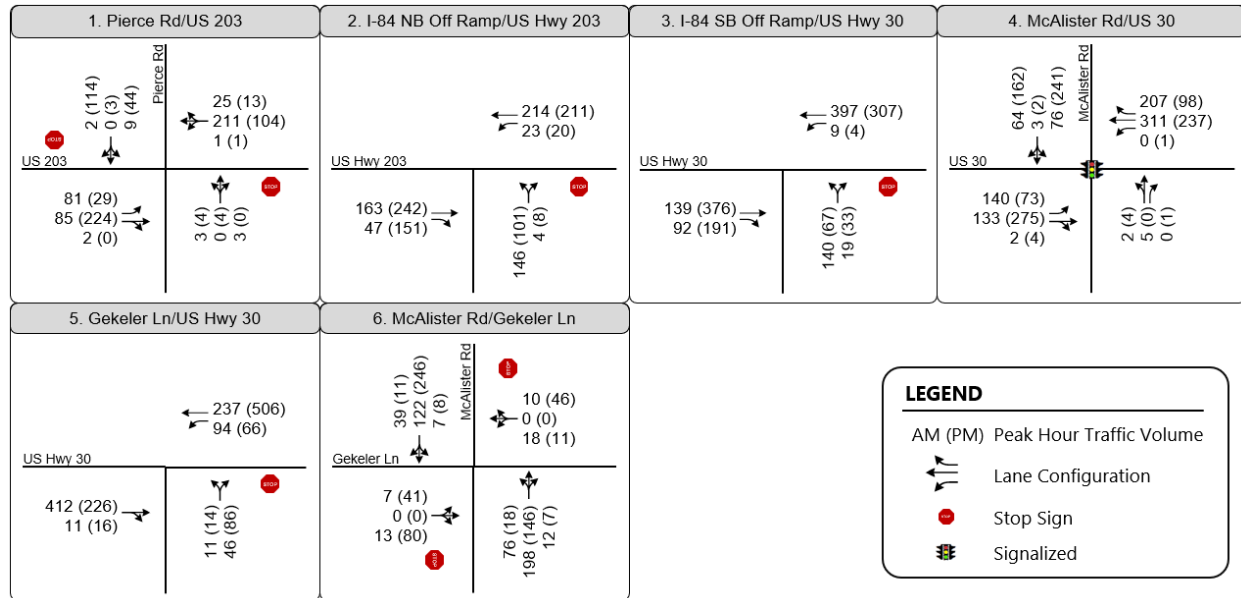 1. Pierce Rd/US 203
2 (114)
0 (3)
9 (44)
Pierce Rd
25 (13)
211 (104)
1 (1)
STOP
US 203
81 (29)
85 (224)
2 (0)
3 (4)
0 (4)
3 (0)
STOP
2. I-84 NB Off Ramp/US Hwy 203
214 (211)
23 (20)
US Hwy 203
163 (242)
47 (151)
146 (101)
4 (8)
STOP
3. I-84 SB Off Ramp/US Hwy 30
397 (307)
9 (4)
US Hwy 30
139 (376)
92 (191)
140 (67)
19 (33)
STOP
4. McAlister Rd/US 30
64 (162)
3 (2)
76 (241)
McAlister Rd
207 (98)
311 (237)
0 (1)
US 30
140 (73)
133 (275)
2 (4)
2 (4)
5 (0)
0 (1)
5. Gekeler Ln/US Hwy 30
237 (506)
94 (66)
US Hwy 30
412 (226)
11 (16)
11 (14)
46 (86)
STOP
6. McAlister Rd/Gekeler Ln
39 (11)
122 (246)
7 (8)
McAlister Rd
STOP
10 (46)
0 (0)
18 (11)
Gekeler Ln
7 (41)
0 (0)
13 (80)
STOP
76 (18)
198 (146)
12 (7)
LEGEND
AM (PM) Peak Hour Traffic Volume
Lane Configuration
STOP Stop Sign
Signalized